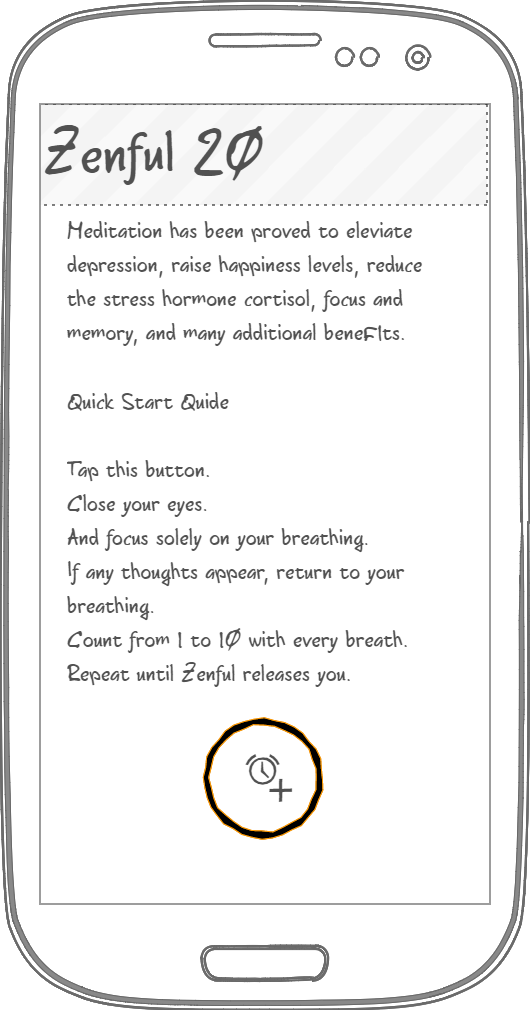 Zenful 20
Meditation has been proved to eleviate
depression, raise happiness levels, reduce
the stress hormone cortisol, focus and
memory, and many additional benefits.
Quick Start Quide
Tap this button.
Close your eyes.
And focus solely on your breathing.
If any thoughts appear, return to your
breathing.
Count from 1 to 10 with every breath.
Repeat until Zenful releases you.